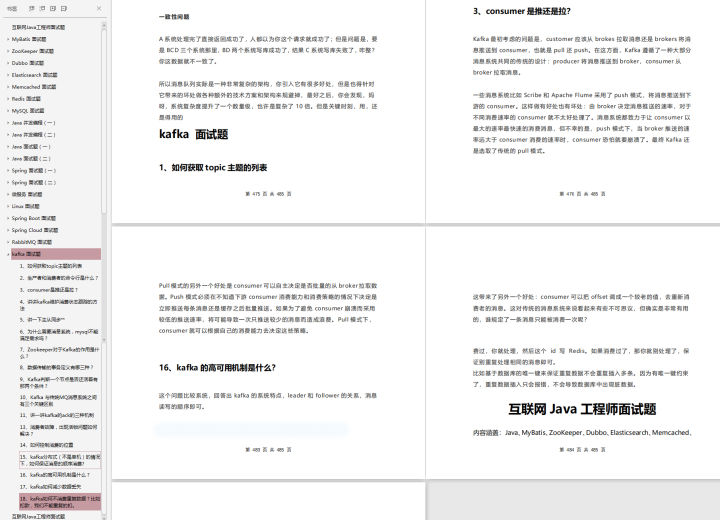 书签
互联网Java工程师面试题
MyBatis 面试题
ZooKeeper 面试题
Dubbo 面试题
Elasticsearch 面试题
Memcached 面试题
Redis 面试题
MySQL 面试题
Java 并发编程（一）
Java 并发编程（二）
Java 面试题（一）
Java 面试题（二）
Spring 面试题（一）
Spring 面试题（二）
微服务 面试题
Linux 面试题
Spring Boot 面试题
Spring Cloud 面试题
RabbitMQ 面试题
kafka 面试题
1、如何获取topic主题的列表
2、生产者和消费者的命令行是什么？
3、consumer是推还是拉？
4、讲讲kafka维护消费状态跟踪的方
法
5、讲一下主从同步**
6、为什么需要消息系统，mysql不能
满足需求吗？
7、Zookeeper对于Kafka的作用是什
么？
8、数据传输的事务定义有哪三种？
9、Kafka判断一个节点是否还活着有
那两个条件？
10、Kafka 与传统MQ消息系统之间
有三个关键区别
11、讲一讲kafka的ack的三种机制
13、消费者故障，出现活锁问题如何
解决？
14、如何控制消费的位置
15、kafka分布式（不是单机）的情况
下，如何保证消息的顺序消费?
16、kafka的高可用机制是什么？
17、kafka如何减少数据丢失
18、kafka如何不消费重复数据？比如
扣款，我们不能重复的扣。
互联网Java工程师面试题
一致性问题
A 系统处理完了直接返回成功了，人都以为你这个请求就成功了；但是问题是，要
是 BCD 三个系统那里，BD 两个系统写库成功了，结果 C 系统写库失败了，咋整？
你这数据就不一致了。
所以消息队列实际是一种非常复杂的架构，你引入它有很多好处，但是也得针对
它带来的坏处做各种额外的技术方案和架构来规避掉，最好之后，你会发现，妈
呀，系统复杂度提升了一个数量级，也许是复杂了 10 倍。但是关键时刻，用，还
是得用的
kafka 面试题
1、如何获取 topic 主题的列表
第 475 页 共 485 页
3、consumer 是推还是拉？
Kafka 最初考虑的问题是，customer 应该从 brokes 拉取消息还是 brokers 将消
息推送到 consumer，也就是 pull 还 push。在这方面，Kafka 遵循了一种大部分
消息系统共同的传统的设计：producer 将消息推送到 broker，consumer 从
broker 拉取消息。
一些消息系统比如 Scribe 和 Apache Flume 采用了 push 模式，将消息推送到下
游的 consumer。这样做有好处也有坏处：由 broker 决定消息推送的速率，对于
不同消费速率的 consumer 就不太好处理了。消息系统都致力于让 consumer 以
最大的速率最快速的消费消息，但不幸的是，push 模式下，当 broker 推送的速
率远大于 consumer 消费的速率时，consumer 恐怕就要崩溃了。最终 Kafka 还
是选取了传统的 pull 模式。
第 476 页 共 485 页
Pull 模式的另外一个好处是 consumer 可以自主决定是否批量的从 broker 拉取数
据。Push 模式必须在不知道下游 consumer 消费能力和消费策略的情况下决定是
立即推送每条消息还是缓存之后批量推送。如果为了避免 consumer 崩溃而采用
较低的推送速率，将可能导致一次只推送较少的消息而造成浪费。Pull 模式下，
consumer 就可以根据自己的消费能力去决定这些策略。
16、kafka 的高可用机制是什么？
这个问题比较系统，回答出 kafka 的系统特点，leader 和 follower 的关系，消息
读写的顺序即可。
第 483 页 共 485 页
这带来了另外一个好处：consumer 可以把 offset 调成一个较老的值，去重新消
费老的消息。这对传统的消息系统来说看起来有些不可思议，但确实是非常有用
的，谁规定了一条消息只能被消费一次呢？
费过，你就处理，然后这个 id 写 Redis。如果消费过了，那你就别处理了，保
证别重复处理相同的消息即可。
比如基于数据库的唯一键来保证重复数据不会重复插入多条。因为有唯一键约束
了，重复数据插入只会报错，不会导致数据库中出现脏数据。
互联网 Java 工程师面试题
内容涵盖：Java, MyBatis, ZooKeeper , Dubbo, Elasticsearch, Memcached,
第 484 页 共 485 页